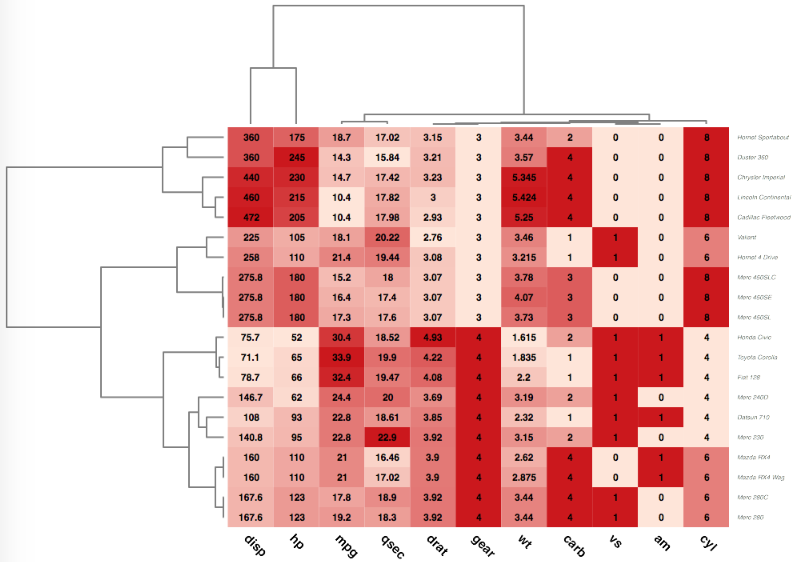 360 175 18.7 17.02 3.15 3 3.44 2 0 0 8 Hornet Sportabout
360 245 14.3 15.84 3.21 3 3.57 4 0 0 8 Duster 360
440 230 14.7 17.42 3.23 3 5.345 4 0 0 8 Chrysler Imperial
460 215 10.4 17.82 3 3 5.424 4 0 0 8 Lincoln Continental
472 205 10.4 17.98 2.93 3 5.25 4 0 0 8 Cadillac Fleetwood
225 105 18.1 20.22 2.76 3 3.46 1 1 0 6 Valiant
258 110 21.4 19.44 3.08 3 3.215 1 1 0 6 Hornet 4 Drive
275.8 180 15.2 18 3.07 3 3.78 3 0 0 8 Merc 450SLC
275.8 180 16.4 17.4 3.07 3 4.07 3 0 0 8 Merc 450SE
275.8 180 17.3 17.6 3.07 3 3.73 3 0 0 8 Merc 450SL
75.7 52 30.4 18.52 4.93 4 1.615 2 1 1 4 Honda Civic
71.1 65 33.9 19.9 4.22 4 1.835 1 1 1 4 Toyota Corolla
78.7 66 32.4 19.47 4.08 4 2.2 1 1 1 4 Fiat 128
146.7 62 24.4 20 3.69 4 3.19 2 1 0 4 Merc 240D
108 93 22.8 18.61 3.85 4 2.32 1 1 1 4 Datsun 710
140.8 95 22.8 22.9 3.92 4 3.15 2 1 0 4 Merc 230
160 110 21 16.46 3.9 4 2.62 4 0 1 6 Mazda RX4
160 110 21 17.02 3.9 4 2.875 4 0 1 6 Mazda RX4 Wag
167.6 123 17.8 18.9 3.92 4 3.44 4 1 0 6 Merc 280C
167.6 123 19.2 18.3 3.92 4 3.44 4 1 0 6 Merc 280
disp hp mpg qsec drat gear wt carb vs am cyl